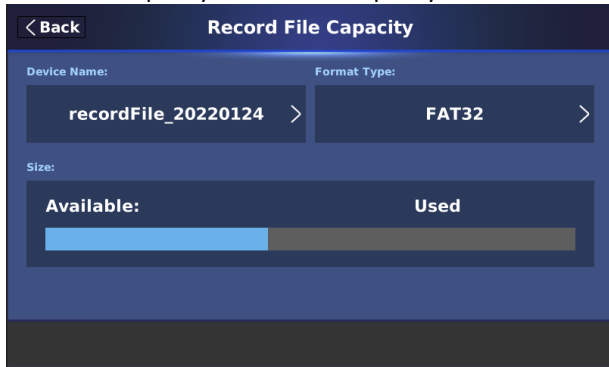 Back
Record File Capacity
Device Name:
Format Type:
recordFile_20220124
FAT32
Size:
Available:
Used